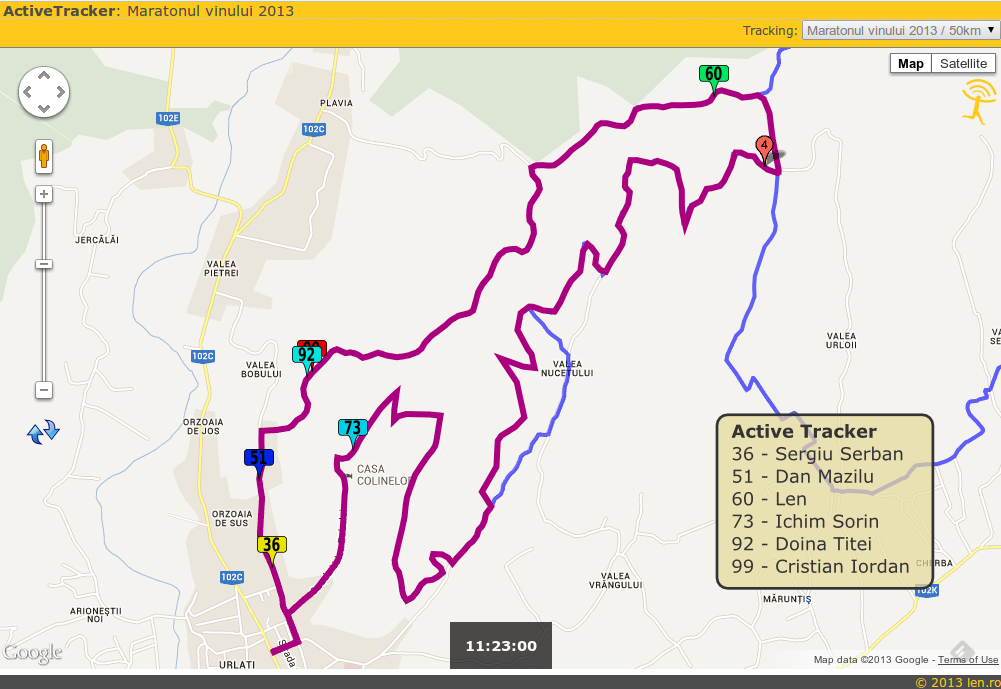 ActiveTracker: Maratonul vinului 2013
Tracking: Maratonul vinului 2013 / 50km
Map Satellite
60
PLAVIA
102E
102C
4
JERCĂLĂI
VALEA
PIETREI
92
102C
VALEA
BOBULUI
VALEA
NUCETULUI
VALEA
URLOII
ORZOAIA
DE JOS
73
51
CASA
COLINELOR
Active Tracker
36 - Sergiu Serban
51 - Dan Mazilu
60 - Len
73 - Ichim Sorin
92 - Doina Titei
99 - Cristian Iordan
ORZOAIA
DE SUS
36
102C
VALEA
VRÂNGULUI
CHERBA
102K
MĂRUNȚIȘ
ARIONEȘTII
NOI
URLAȚI
Google
11:23:00
Map data ©2013 Google - Terms of Use
© 2013 len.ro